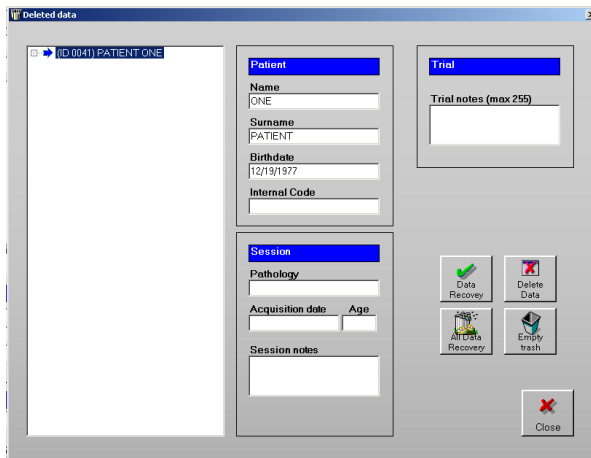 Deleted data
(ID 0041) PATIENT ONE
Patient
Name
ONE
Surname
PATIENT
Birthdate
12/19/1977
Internal Code
Session
Pathology
Acquisition date Age
Session notes
Trial
Trial notes (max 255)
Data
Recovey
Delete
Data
All Data
Recovery
Empty
trash
Close